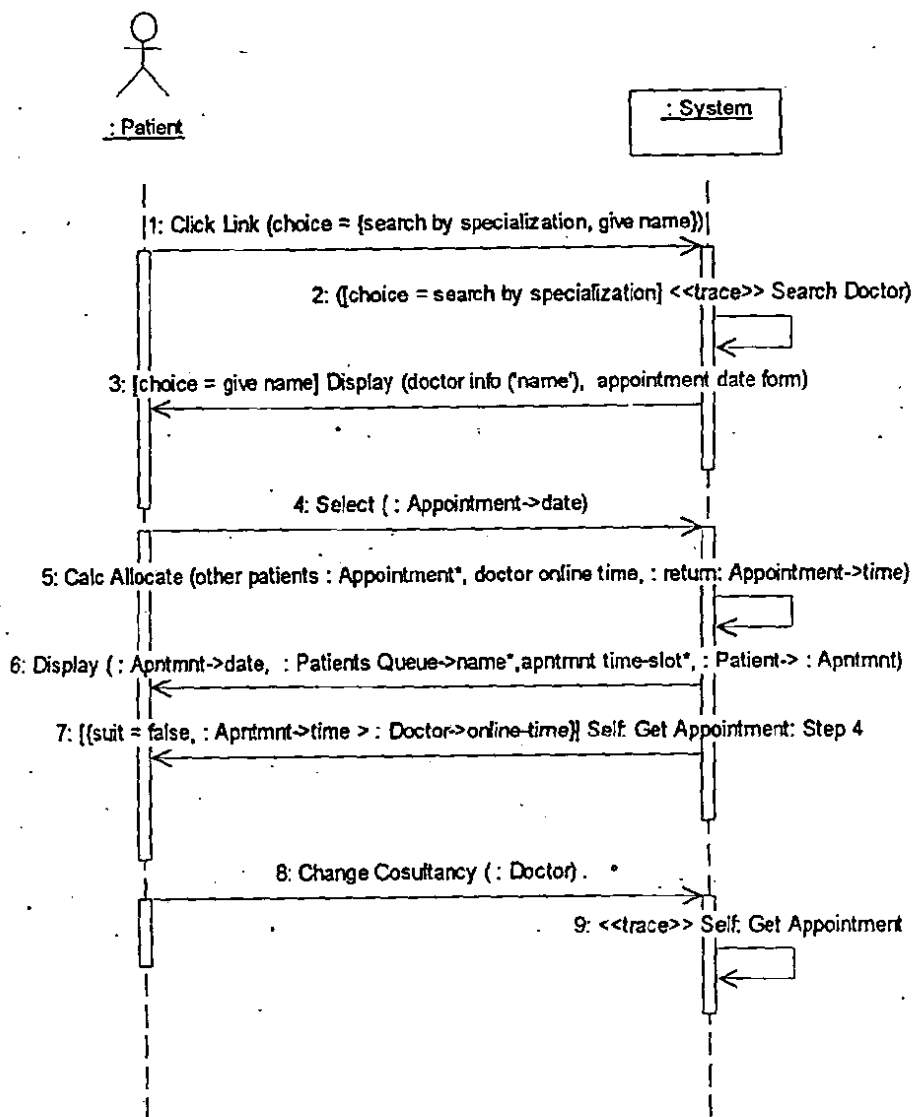 : Patient
: System
1: Click Link (choice = {search by specialization, give name})
2: ([choice = search by specialization] <<trace>> Search Doctor)
3: [choice = give name] Display (doctor info ('name'), appointment date form)
4: Select ( : Appointment->date)
5: Calc Allocate (other patients : Appointment*, doctor online time, : return: Appointment->time)
6: Display ( : Apntmnt->date, : Patients Queue->name*,apntmnt time-slot*, : Patient-> : Apntmnt)
7: [{suit = false, : Apntmnt->time > : Doctor->online-time}] Self: Get Appointment: Step 4
8: Change Cosultancy ( : Doctor)
9: <<trace>> Self: Get Appointment